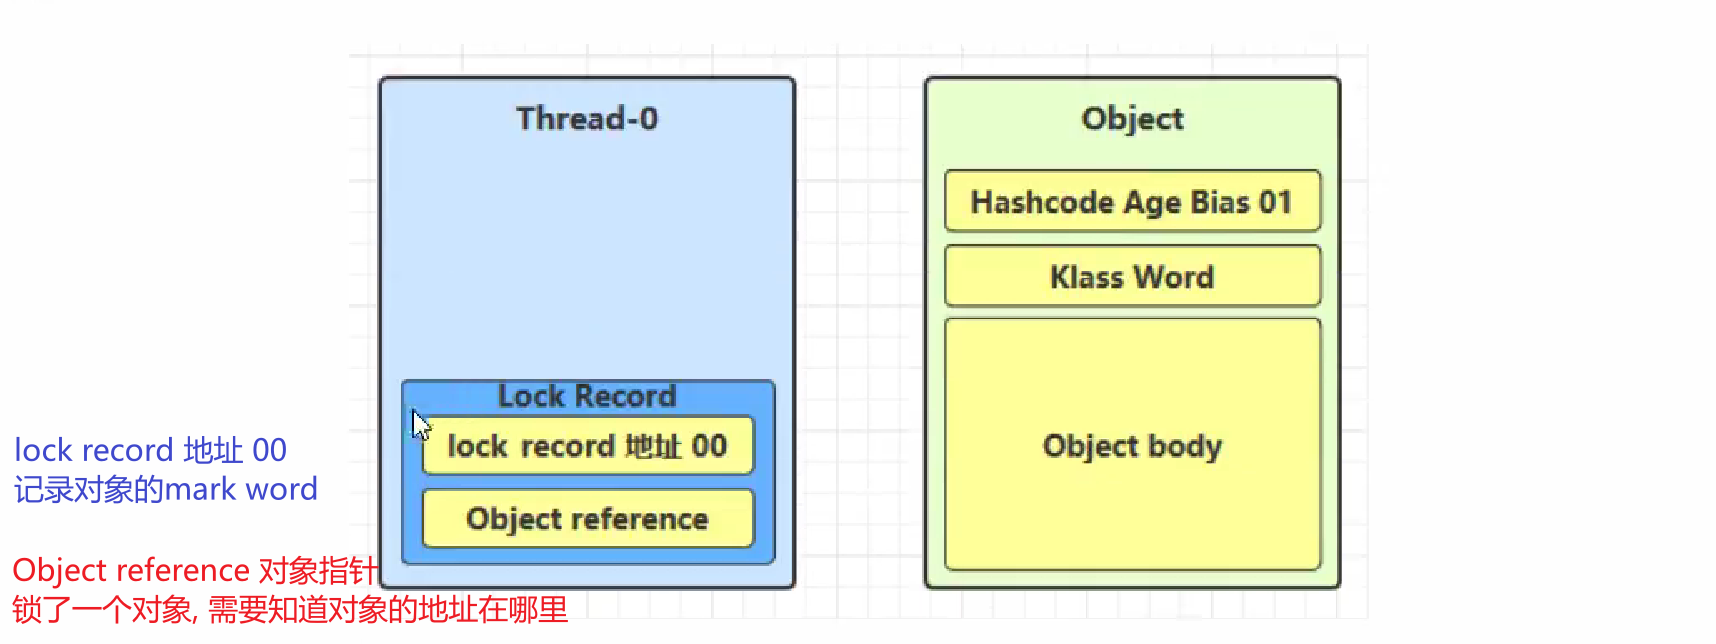 Thread-0
Lock Record
lock record 地址 00
Object reference
Object
Hashcode Age Bias 01
Klass Word
Object body
lock record 地址 00
记录对象的mark word
Object reference 对象指针
锁了一个对象, 需要知道对象的地址在哪里